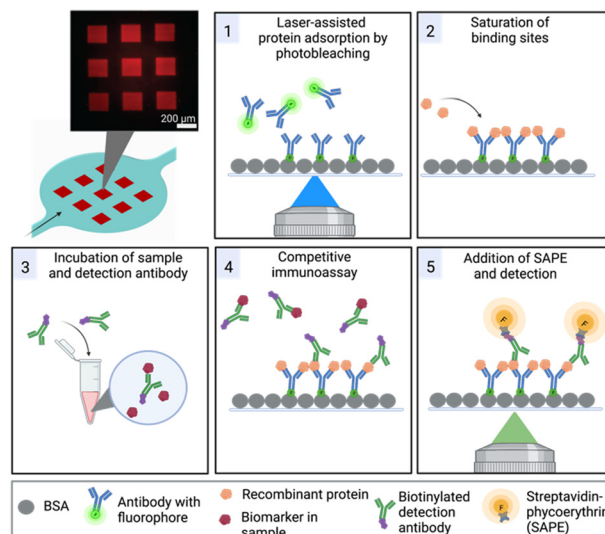 200 µm
1
Laser-assisted
protein adsorption by
photobleaching
2
Saturation of
binding sites
3
Incubation of sample
and detection antibody
4
Competitive
immunoassay
5
Addition of SAPE
and detection
F
F
BSA
Antibody with
fluorophore
Recombinant protein
Biomarker in
sample
Biotinylated
detection
antibody
F
Streptavidin-
phycoerythrin
(SAPE)